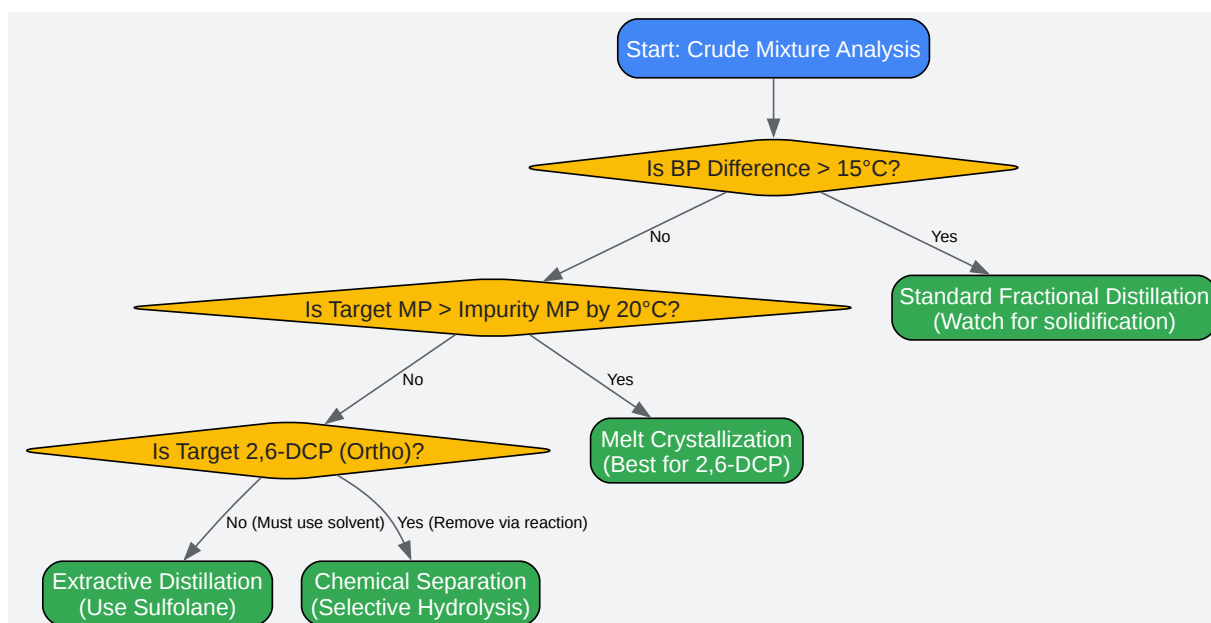 Start: Crude Mixture Analysis
Is BP Difference > 15°C?
No
Yes
Is Target MP > Impurity MP by 20°C?
Standard Fractional Distillation
(Watch for solidification)
No
Yes
Is Target 2,6-DCP (Ortho)?
Melt Crystallization
(Best for 2,6-DCP)
No (Must use solvent)
Yes (Remove via reaction)
Extractive Distillation
(Use Sulfolane)
Chemical Separation
(Selective Hydrolysis)